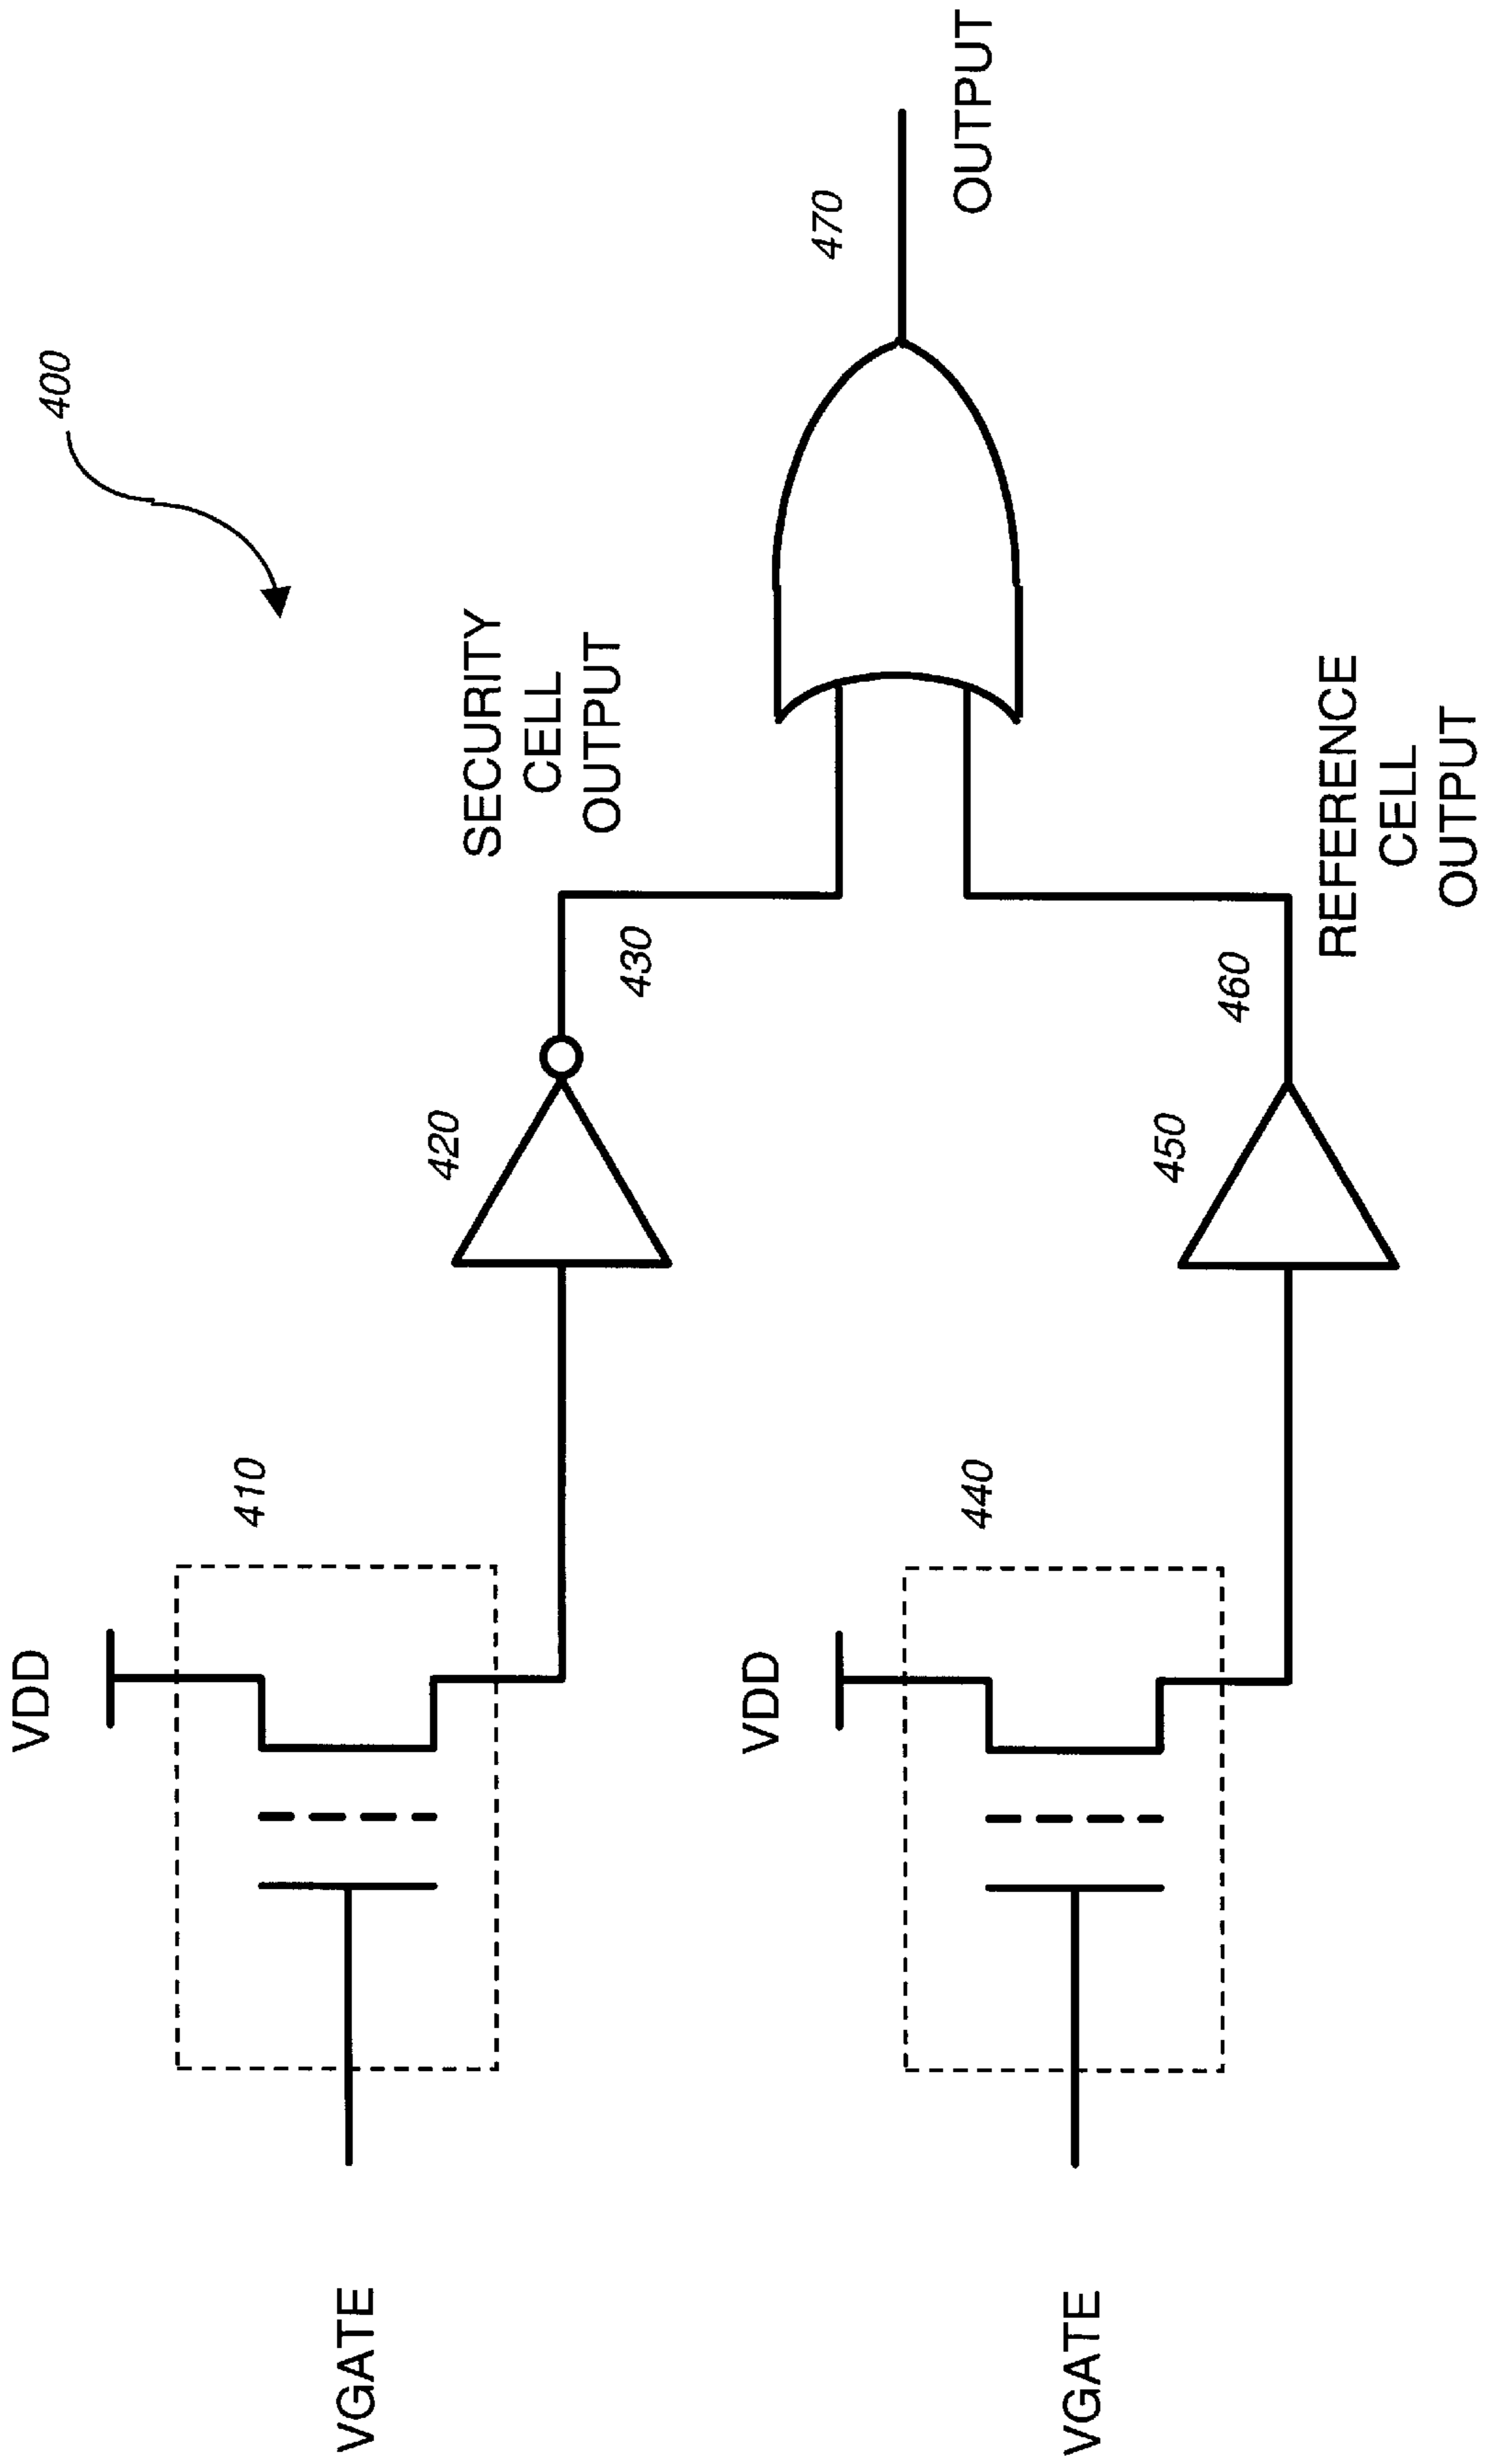 400
VDD
410
420
SECURITY
CELL
OUTPUT
430
VGATE
470
OUTPUT
VDD
440
450
460
REFERENCE
CELL
OUTPUT
VGATE